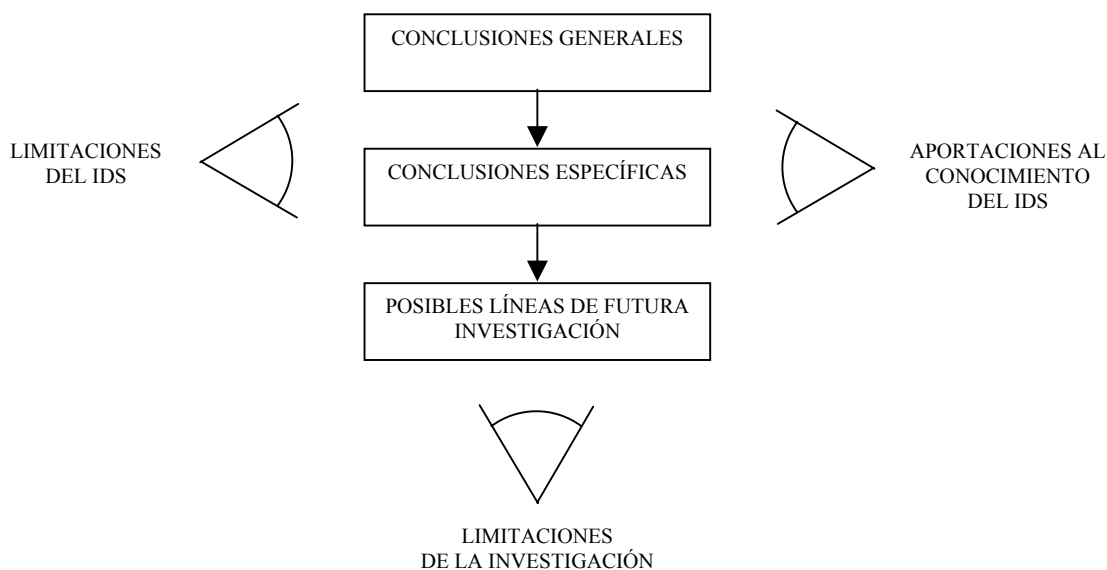 CONCLUSIONES GENERALES
LIMITACIONES
DEL IDS
CONCLUSIONES ESPECÍFICAS
APORTACIONES AL
CONOCIMIENTO
DEL IDS
POSIBLES LÍNEAS DE FUTURA
INVESTIGACIÓN
LIMITACIONES
DE LA INVESTIGACIÓN